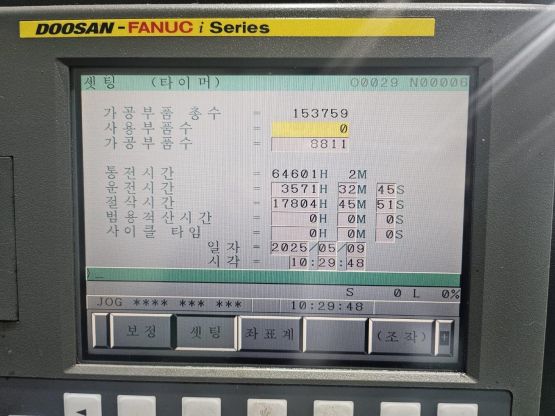 DOOSAN-FANUC i Series
셋팅 (타이머) O0029 N00006
가공부품 총수 = 153759
사용부품수 = 0
가공부품수 = 8811
통전시간 = 64601H 2M
운전시간 = 3571H 32M 45S
절삭시간 = 17804H 45M 51S
범용적산시간 = 0H 0M 0S
사이클 타임 = 0H 0M 0S
일자 = 2025/05/09
시각 = 10:29:48
>_
S 0 L 0%
JOG **** *** *** 10:29:48
보정 셋팅 좌표계 (조작) +